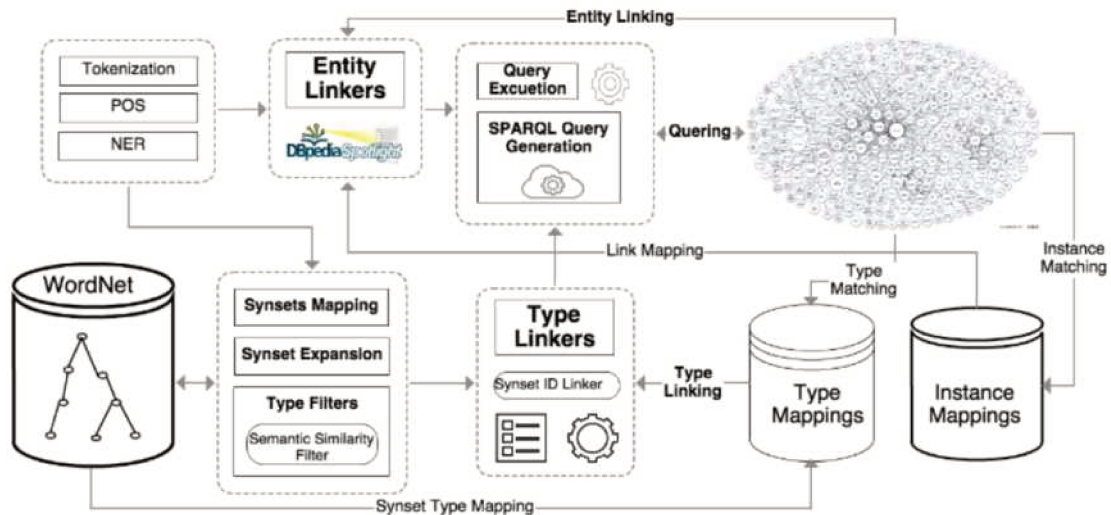 Entity Linking
Tokenization
POS
NER
Entity
Linkers
DBpedia Spotlight
Query
Excuetion
SPARQL Query
Generation
Quering
Link Mapping
Instance
Matching
Type
Matching
WordNet
Synsets Mapping
Synset Expansion
Type Filters
Semantic Similarity
Filter
Type
Linkers
Synset ID Linker
Type
Linking
Type
Mappings
Instance
Mappings
Synset Type Mapping